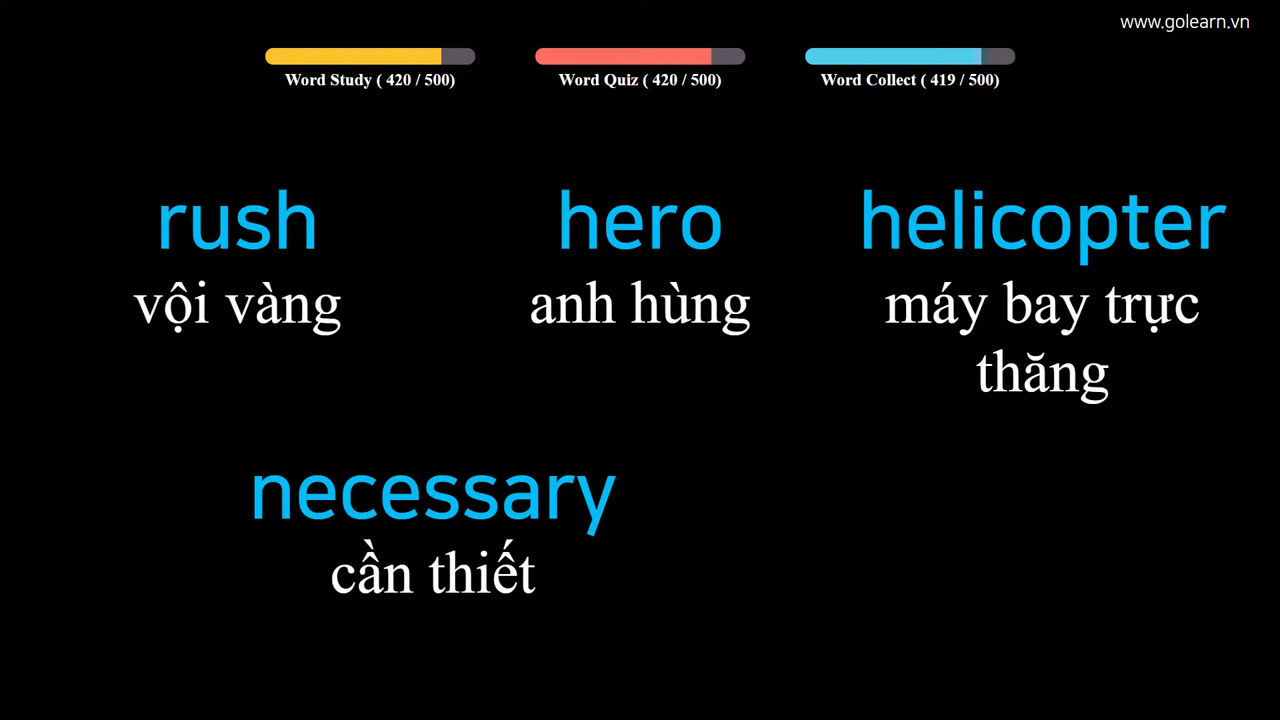 www.golearn.vn
Word Study ( 420 / 500)
Word Quiz ( 420 / 500)
Word Collect ( 419 / 500)
rush
vội vàng
hero
anh hùng
helicopter
máy bay trực
thăng
necessary
cần thiết